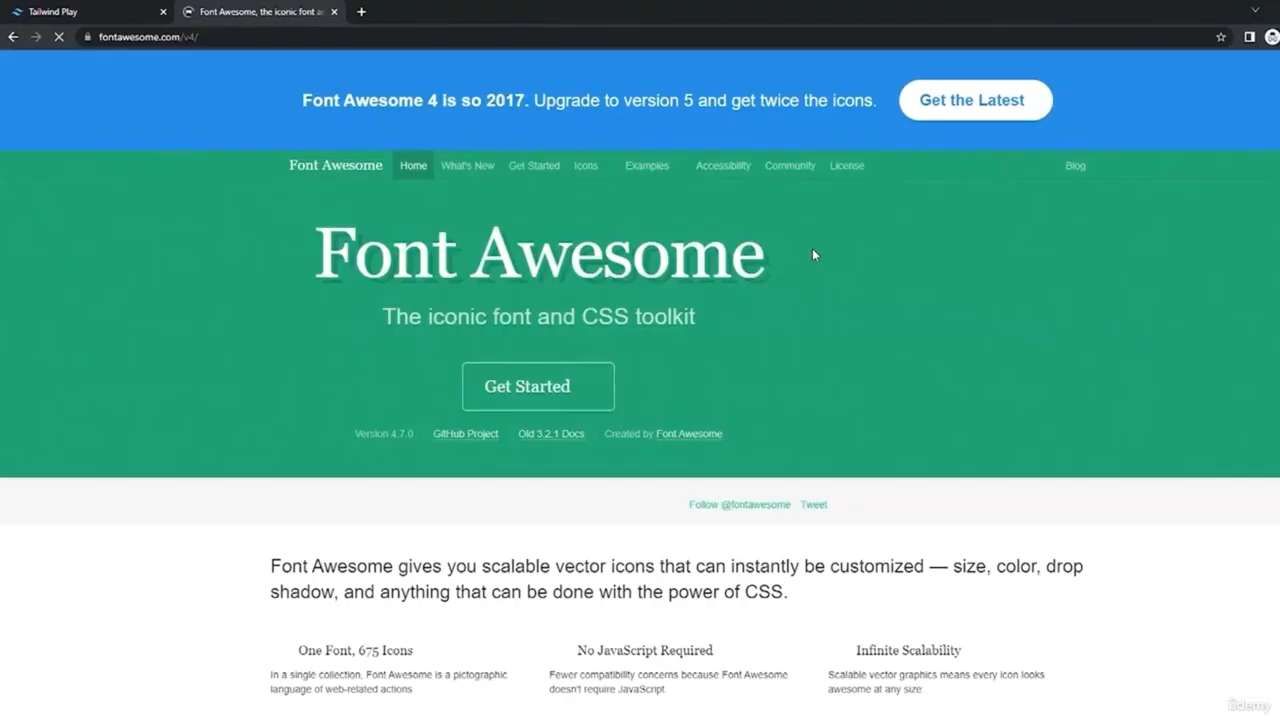 Tailwind Play
Font Awesome, the iconic font a
fontawesome.com/v4/
Font Awesome 4 is so 2017. Upgrade to version 5 and get twice the icons.
Get the Latest
Font Awesome Home What's New Get Started Icons Examples Accessibility Community License Blog
Font Awesome
The iconic font and CSS toolkit
Get Started
Version 4.7.0 · GitHub Project · Old 3.2.1 Docs · Created by Font Awesome
Follow @fontawesome Tweet
Font Awesome gives you scalable vector icons that can instantly be customized — size, color, drop
shadow, and anything that can be done with the power of CSS.
One Font, 675 Icons
In a single collection, Font Awesome is a pictographic
language of web-related actions
No JavaScript Required
Fewer compatibility concerns because Font Awesome
doesn't require JavaScript.
Infinite Scalability
Scalable vector graphics means every icon looks
awesome at any size
ûdemy